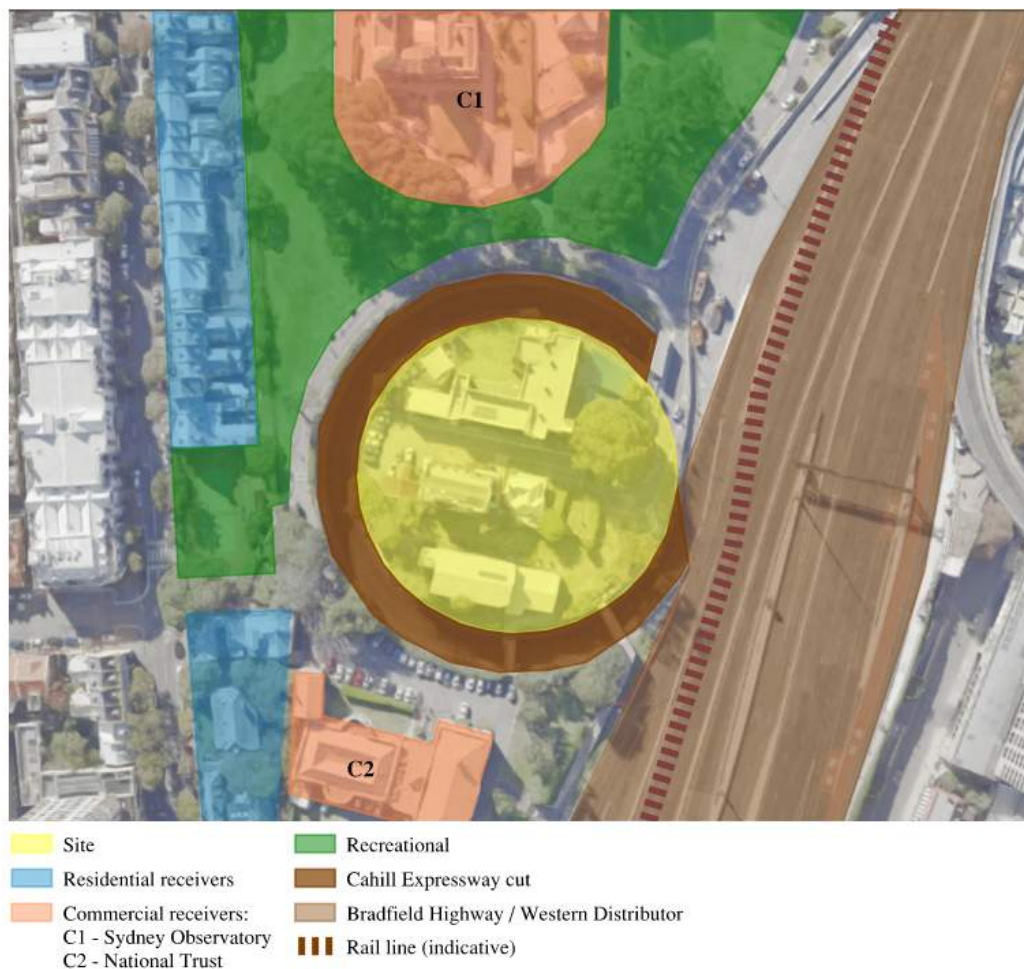 C1
C2
Site
Residential receivers
Commercial receivers:
C1 - Sydney Observatory
C2 - National Trust
Recreational
Cahill Expressway cut
Bradfield Highway / Western Distributor
Rail line (indicative)